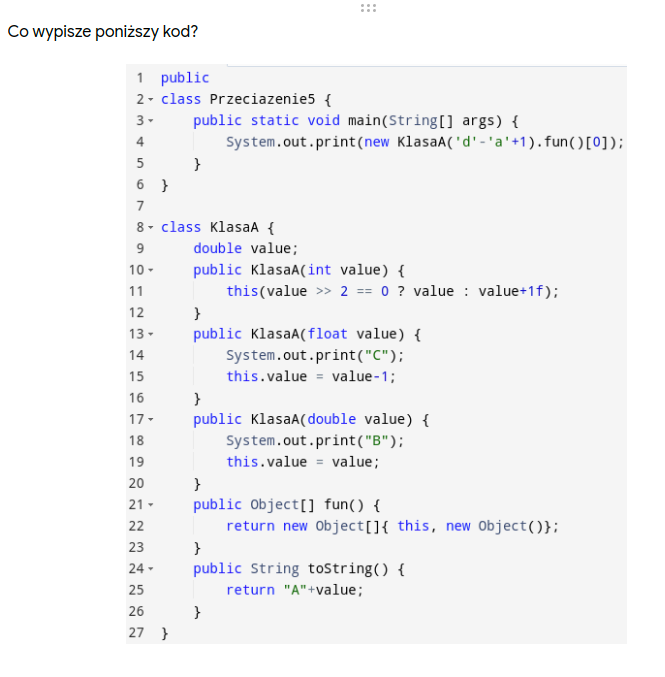 Co wypisze poniższy kod?
1 public
2 class Przeciazenie5 {
3 public static void main(String[] args) {
4 System.out.print(new KlasaA('d'-'a'+1).fun()[0]);
5 }
6 }
7
8 class KlasaA {
9 double value;
10 public KlasaA(int value) {
11 this(value >> 2 == 0 ? value : value+1f);
12 }
13 public KlasaA(float value) {
14 System.out.print("C");
15 this.value = value-1;
16 }
17 public KlasaA(double value) {
18 System.out.print("B");
19 this.value = value;
20 }
21 public Object[] fun() {
22 return new Object[]{ this, new Object()};
23 }
24 public String toString() {
25 return "A"+value;
26 }
27 }